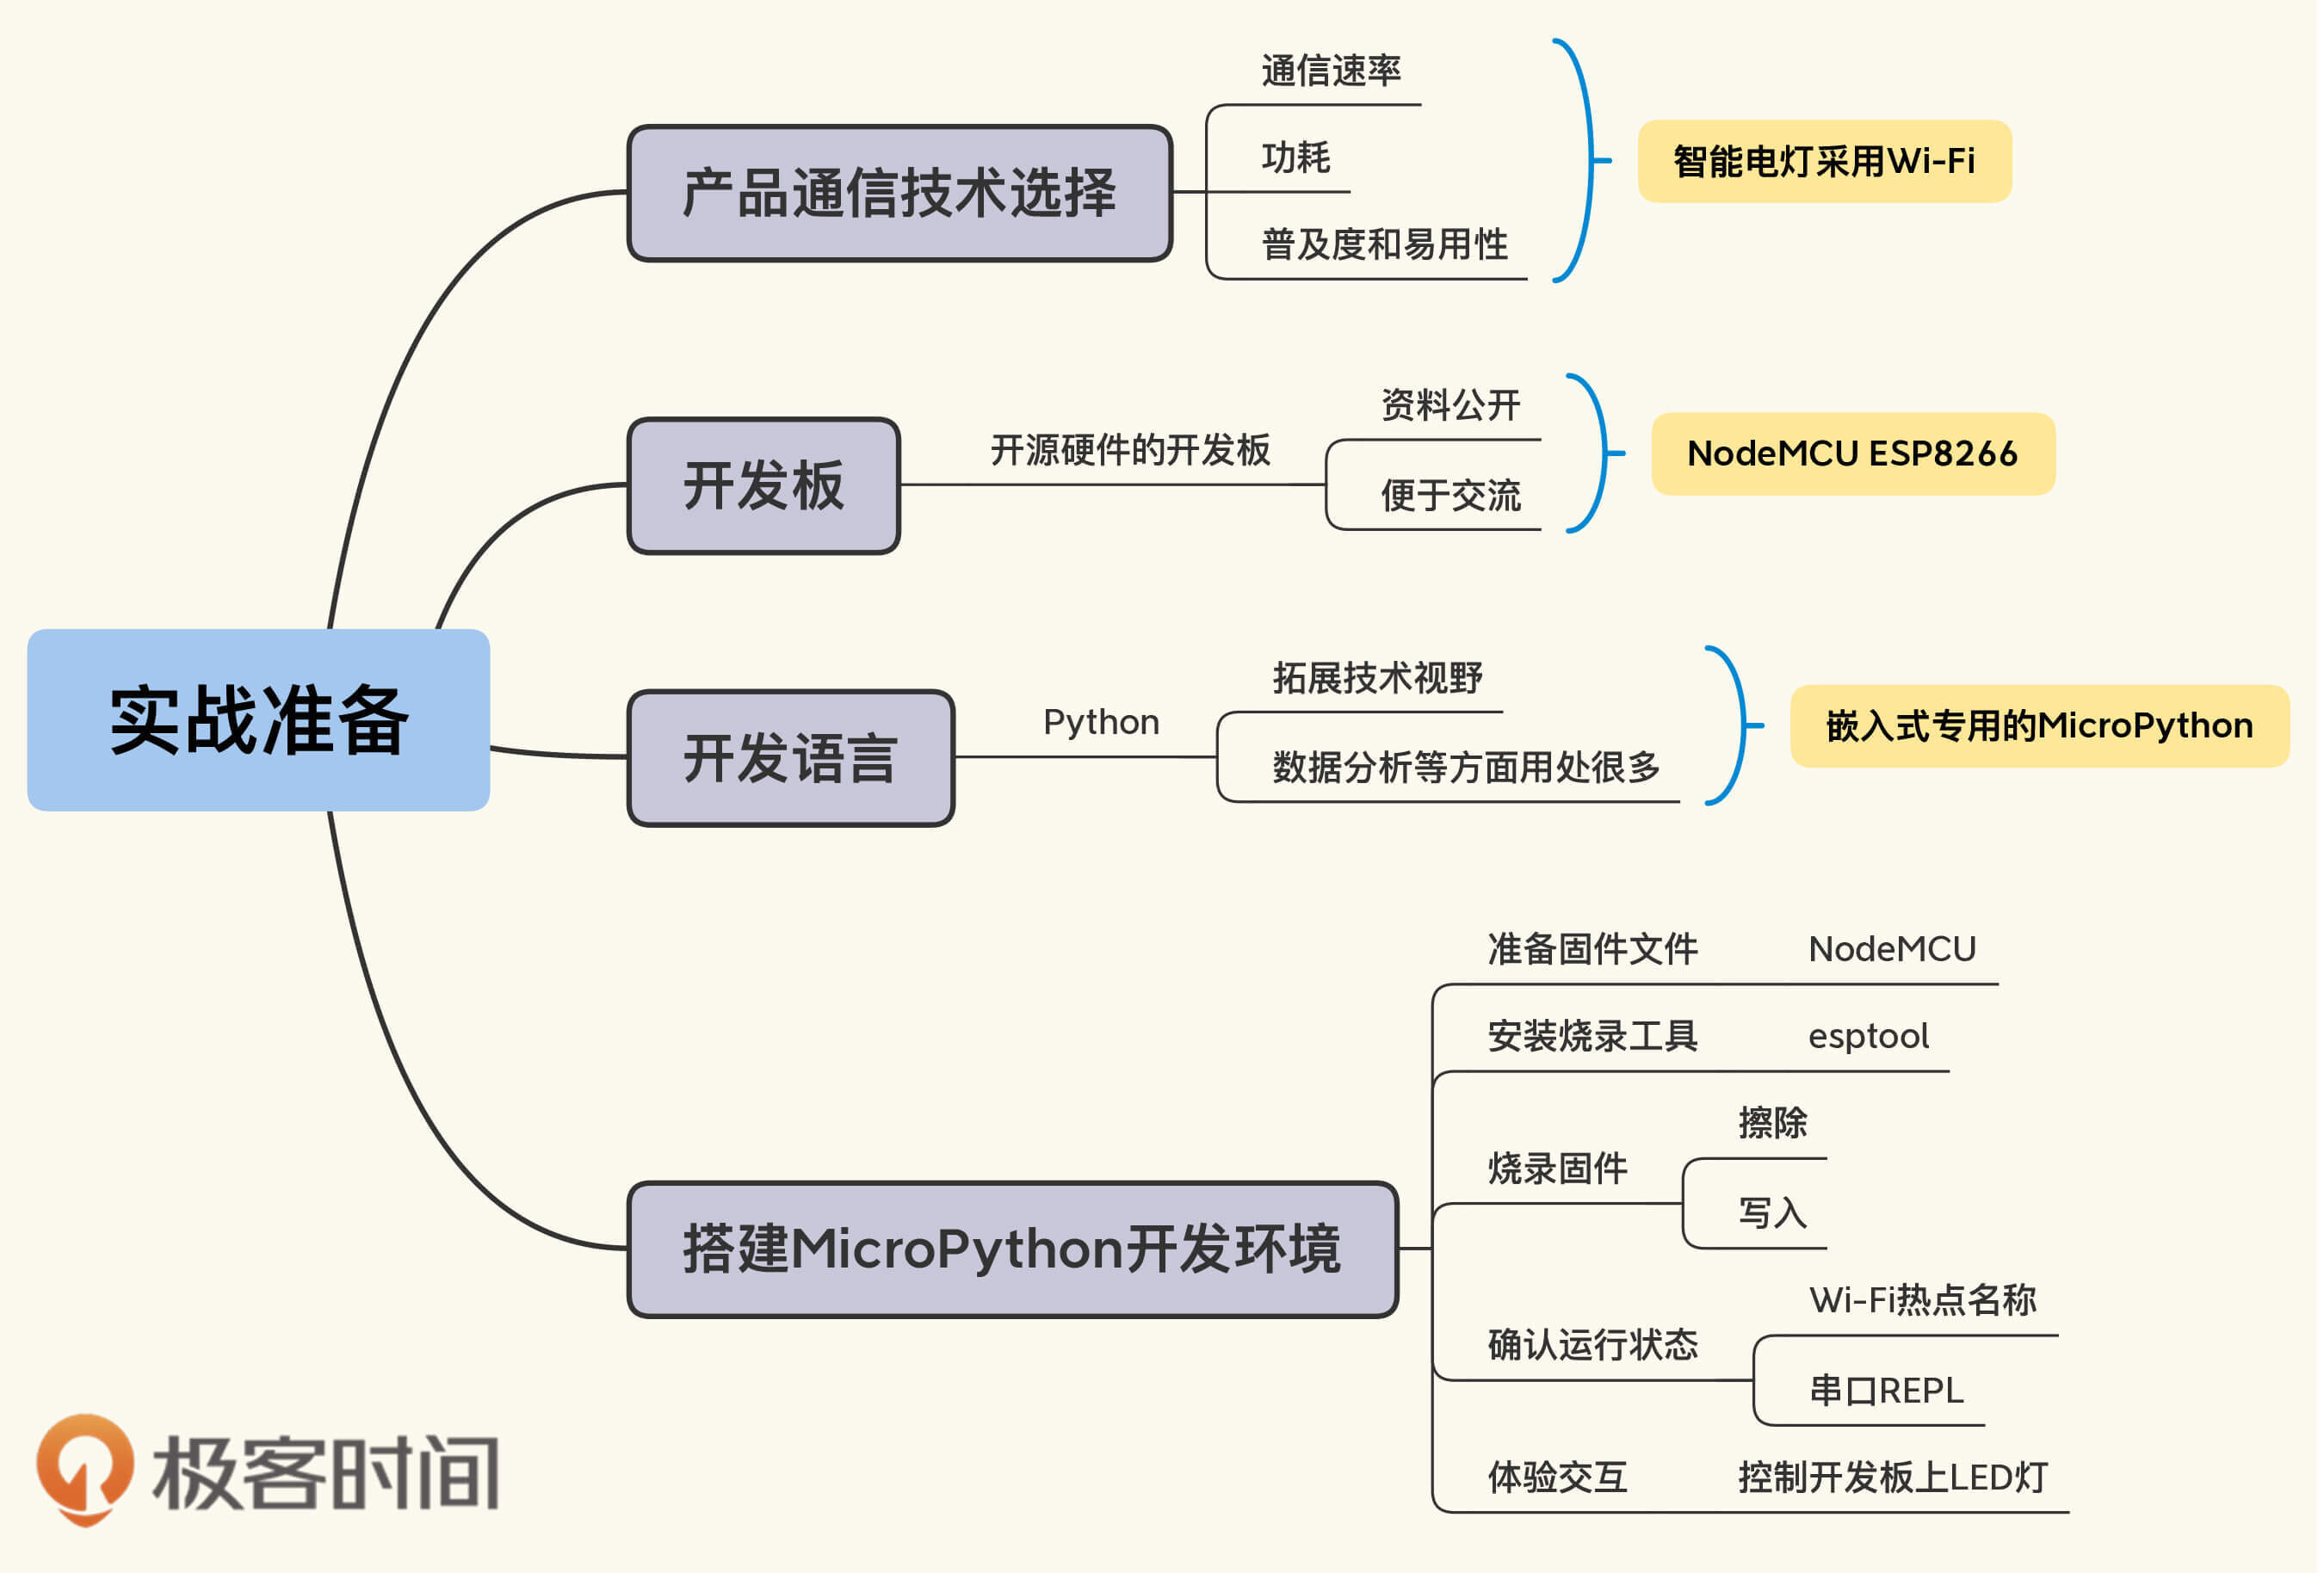 实战准备
产品通信技术选择
通信速率
功耗
普及度和易用性
智能电灯采用Wi-Fi
开发板
开源硬件的开发板
资料公开
便于交流
NodeMCU ESP8266
开发语言
Python
拓展技术视野
数据分析等方面用处很多
嵌入式专用的MicroPython
搭建MicroPython开发环境
准备固件文件
NodeMCU
安装烧录工具
esptool
烧录固件
擦除
写入
确认运行状态
Wi-Fi热点名称
串口REPL
体验交互
控制开发板上LED灯
极客时间